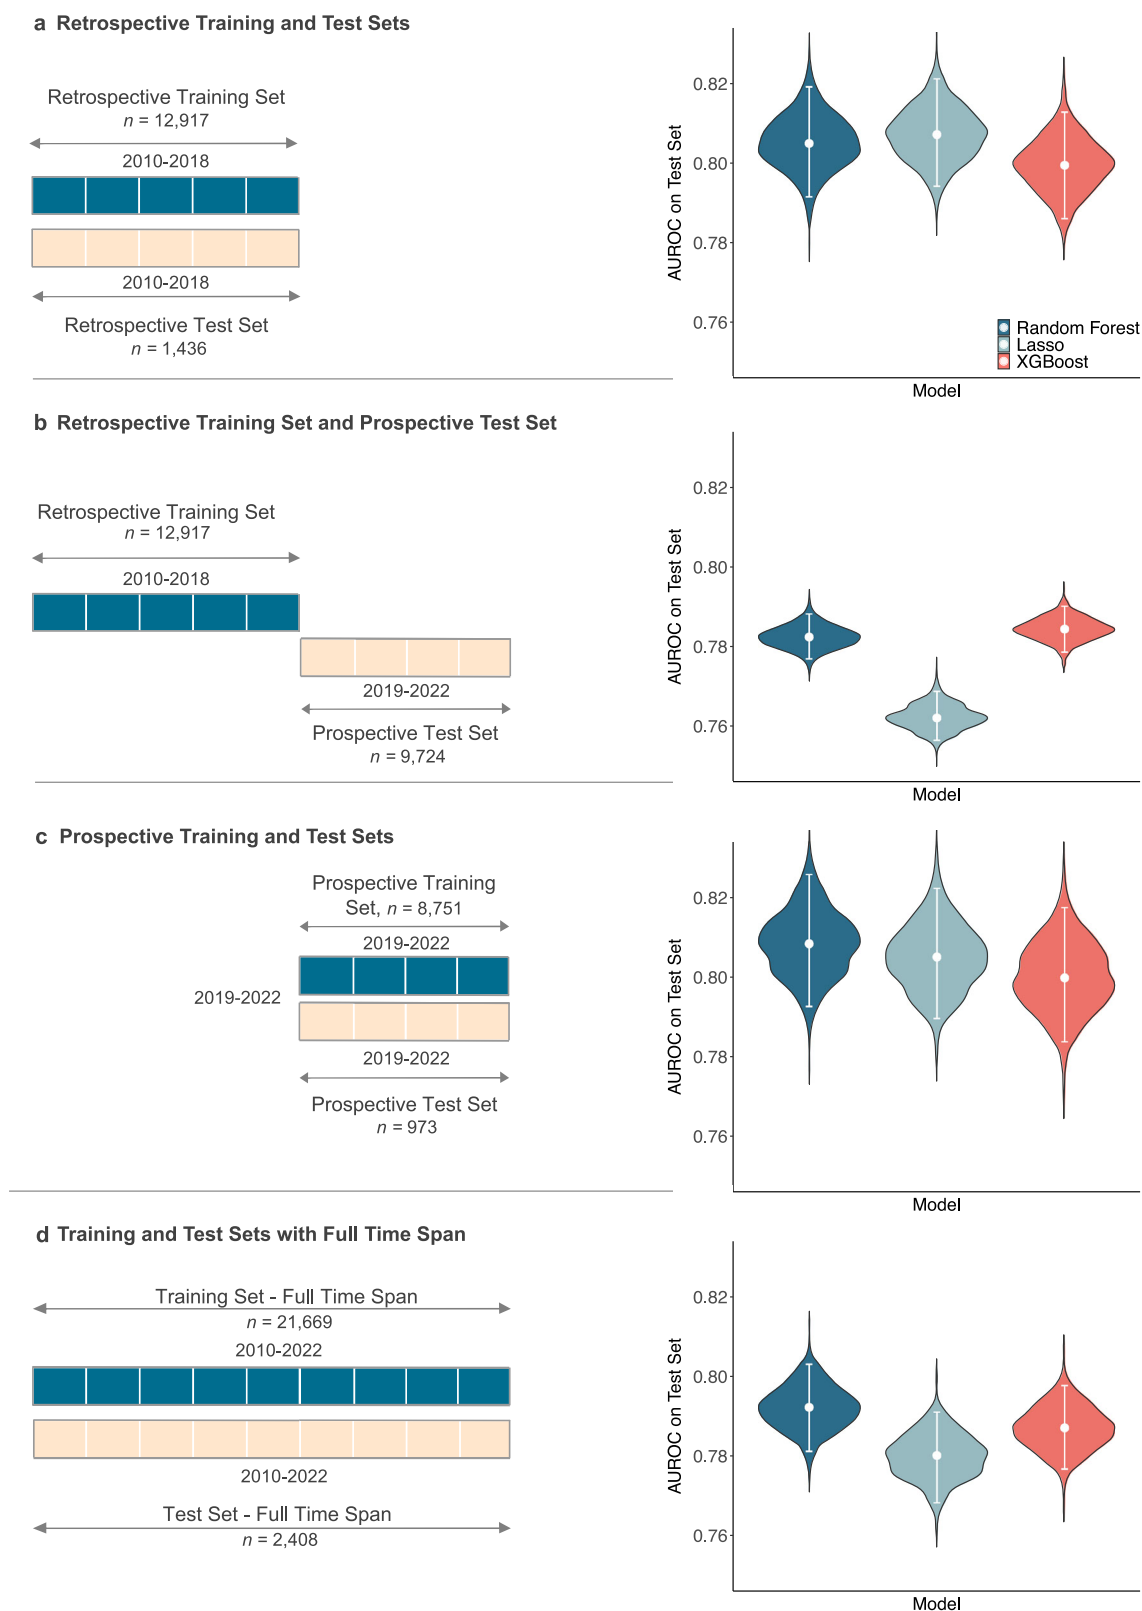 a Retrospective Training and Test Sets
Retrospective Training Set
n = 12,917
2010-2018
2010-2018
Retrospective Test Set
n = 1,436
AUROC on Test Set
0.82
0.80
0.78
0.76
Random Forest
Lasso
XGBoost
Model
b Retrospective Training Set and Prospective Test Set
Retrospective Training Set
n = 12,917
2010-2018
2019-2022
Prospective Test Set
n = 9,724
AUROC on Test Set
0.82
0.80
0.78
0.76
Model
c Prospective Training and Test Sets
Prospective Training
Set, n = 8,751
2019-2022
2019-2022
2019-2022
Prospective Test Set
n = 973
AUROC on Test Set
0.82
0.80
0.78
0.76
Model
d Training and Test Sets with Full Time Span
Training Set - Full Time Span
n = 21,669
2010-2022
2010-2022
Test Set - Full Time Span
n = 2,408
AUROC on Test Set
0.82
0.80
0.78
0.76
Model